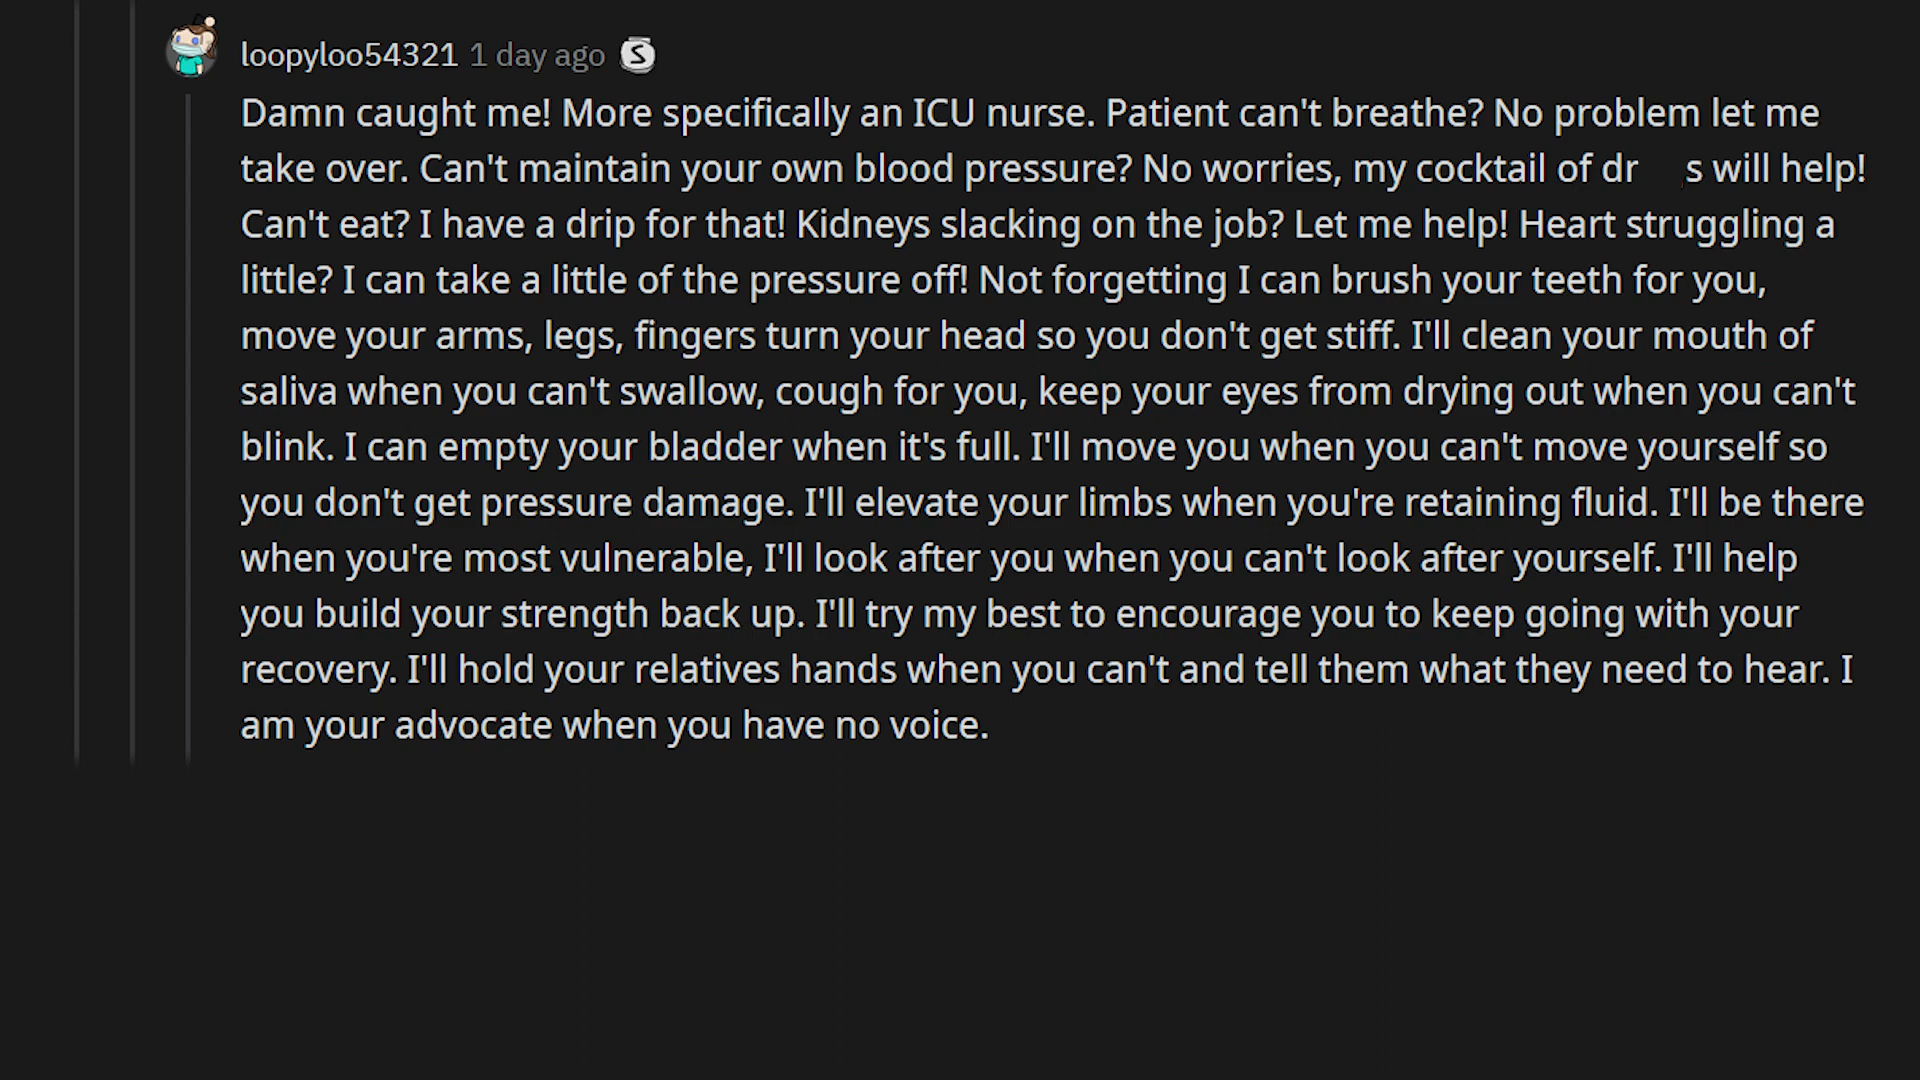 loopyloo54321 1 day ago S
Damn caught me! More specifically an ICU nurse. Patient can't breathe? No problem let me
take over. Can't maintain your own blood pressure? No worries, my cocktail of dr s will help!
Can't eat? I have a drip for that! Kidneys slacking on the job? Let me help! Heart struggling a
little? I can take a little of the pressure off! Not forgetting I can brush your teeth for you,
move your arms, legs, fingers turn your head so you don't get stiff. I'll clean your mouth of
saliva when you can't swallow, cough for you, keep your eyes from drying out when you can't
blink. I can empty your bladder when it's full. I'll move you when you can't move yourself so
you don't get pressure damage. I'll elevate your limbs when you're retaining fluid. I'll be there
when you're most vulnerable, I'll look after you when you can't look after yourself. I'll help
you build your strength back up. I'll try my best to encourage you to keep going with your
recovery. I'll hold your relatives hands when you can't and tell them what they need to hear. I
am your advocate when you have no voice.